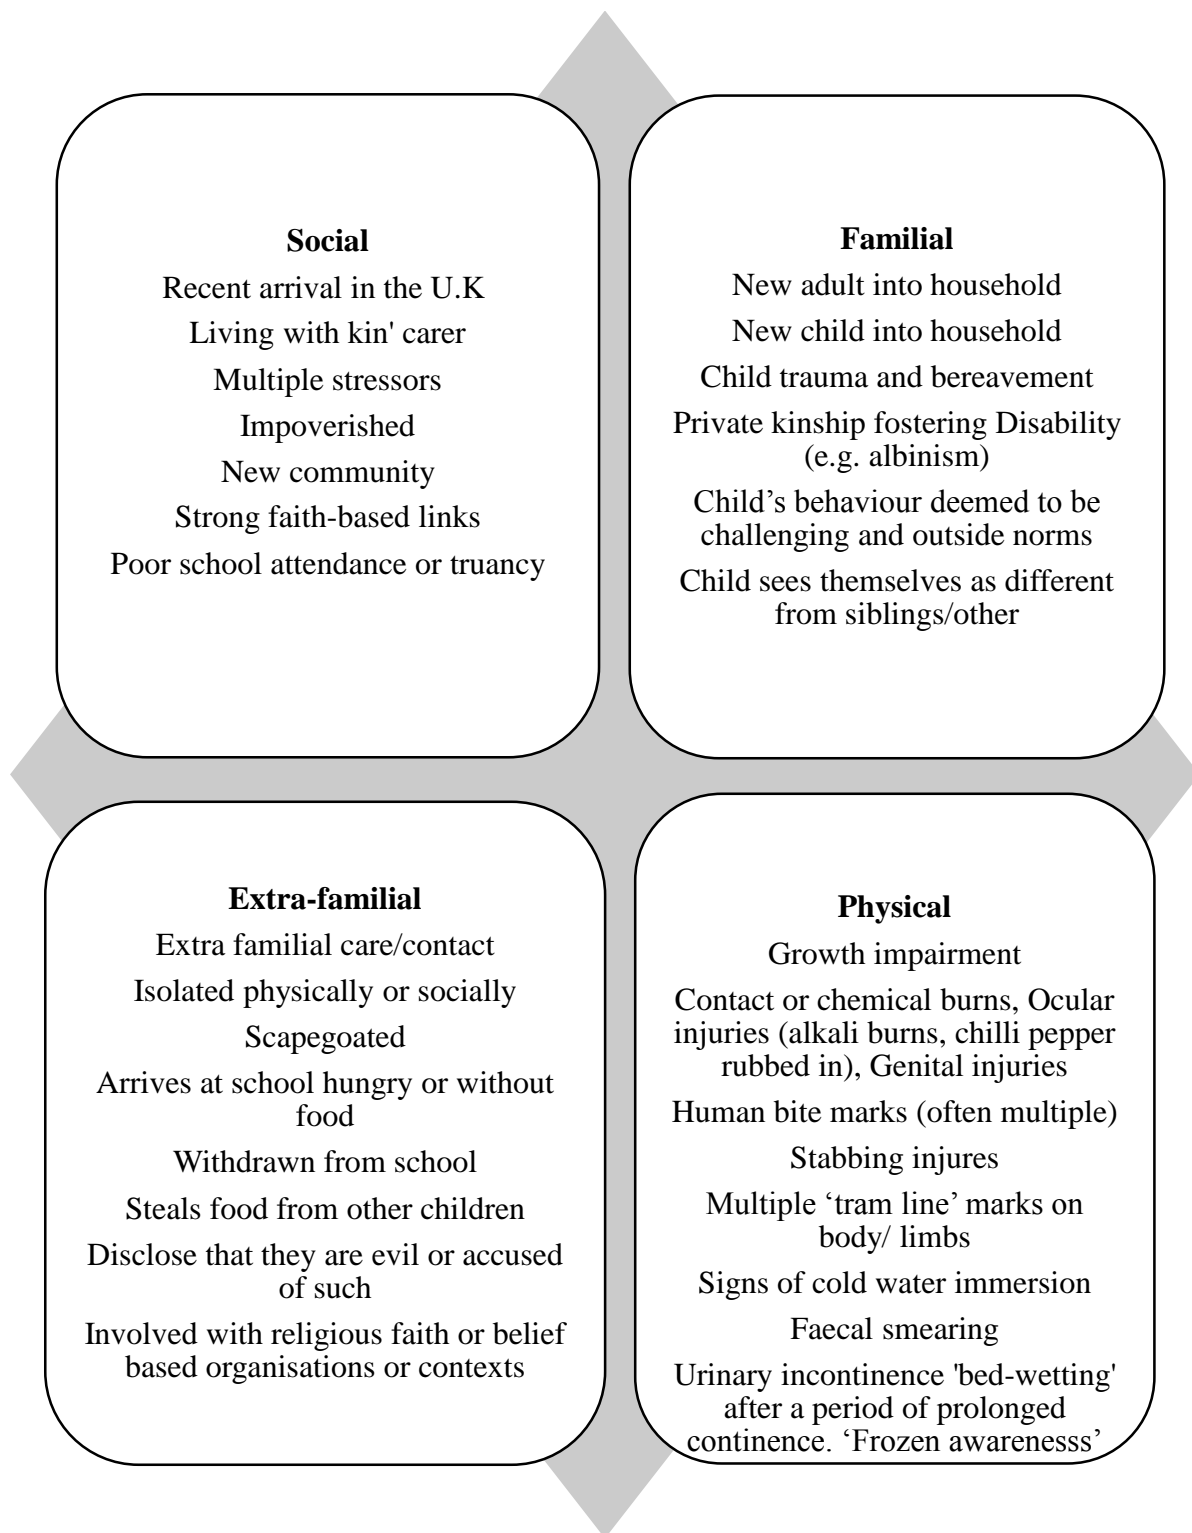 Social
Recent arrival in the U.K
Living with kin' carer
Multiple stressors
Impoverished
New community
Strong faith-based links
Poor school attendance or truancy
Familial
New adult into household
New child into household
Child trauma and bereavement
Private kinship fostering Disability
(e.g. albinism)
Child’s behaviour deemed to be
challenging and outside norms
Child sees themselves as different
from siblings/other
Extra-familial
Extra familial care/contact
Isolated physically or socially
Scapegoated
Arrives at school hungry or without
food
Withdrawn from school
Steals food from other children
Disclose that they are evil or accused
of such
Involved with religious faith or belief
based organisations or contexts
Physical
Growth impairment
Contact or chemical burns, Ocular
injuries (alkali burns, chilli pepper
rubbed in), Genital injuries
Human bite marks (often multiple)
Stabbing injures
Multiple ‘tram line’ marks on
body/ limbs
Signs of cold water immersion
Faecal smearing
Urinary incontinence 'bed-wetting'
after a period of prolonged
continence. ‘Frozen awarenesss’